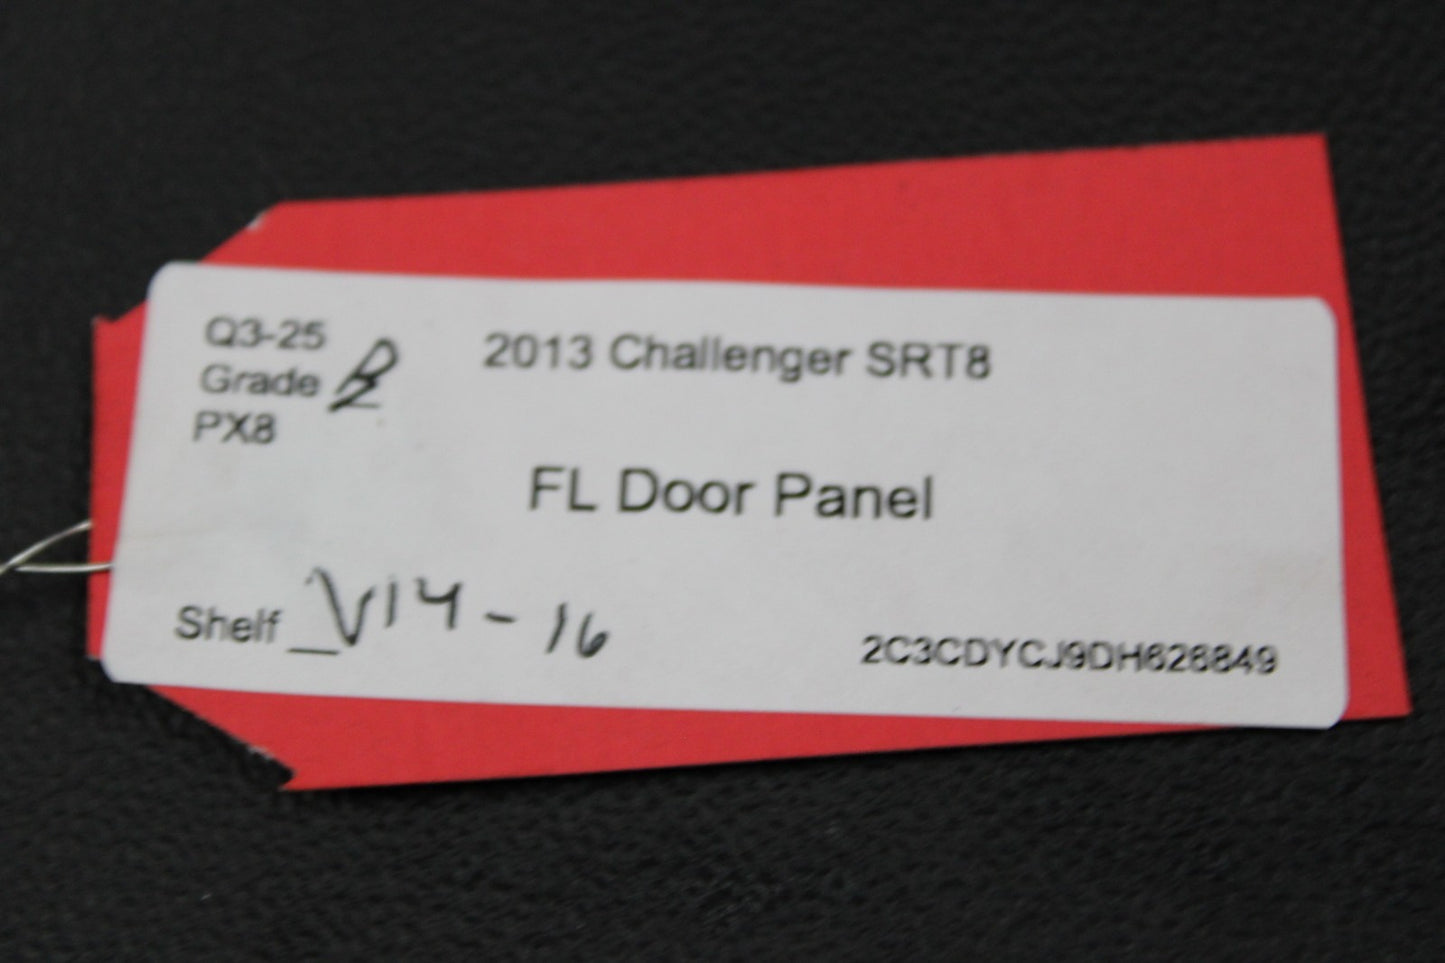 Q3-25
2013 Challenger SRT8
Grade B
PX8
FL Door Panel
Shelf V14-16
2C3CDYCJ9DH626849